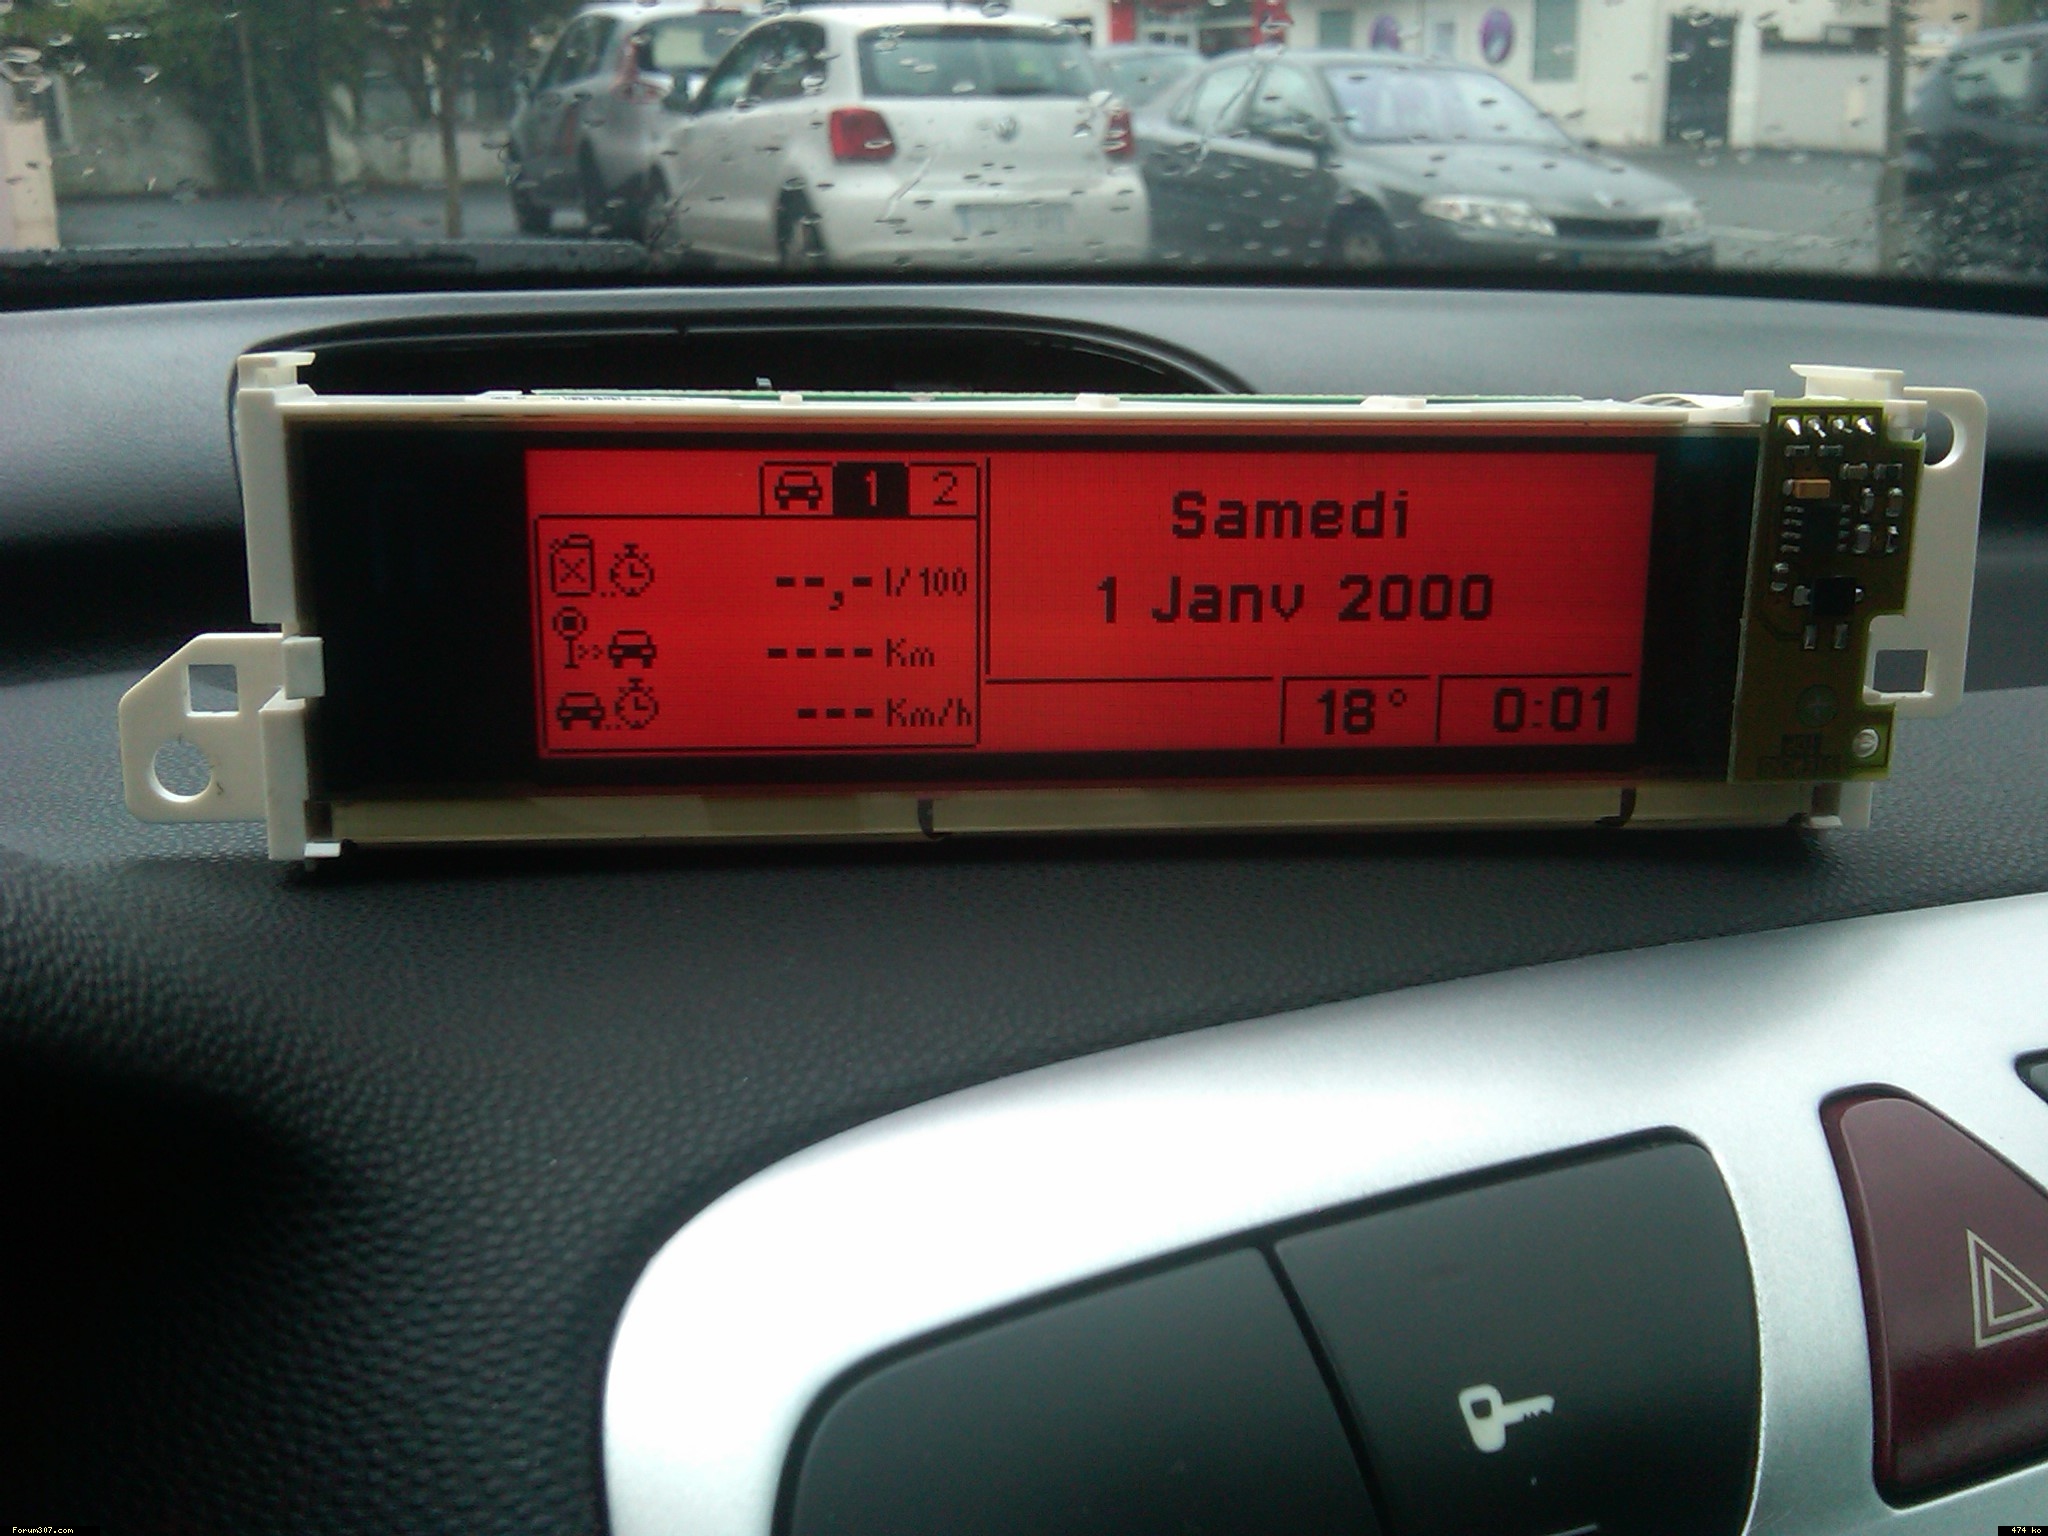 1 2
--,- l/100
---- Km
--- Km/h
Samedi
1 Janv 2000
18° 0:01
Forum307.com
474 ko